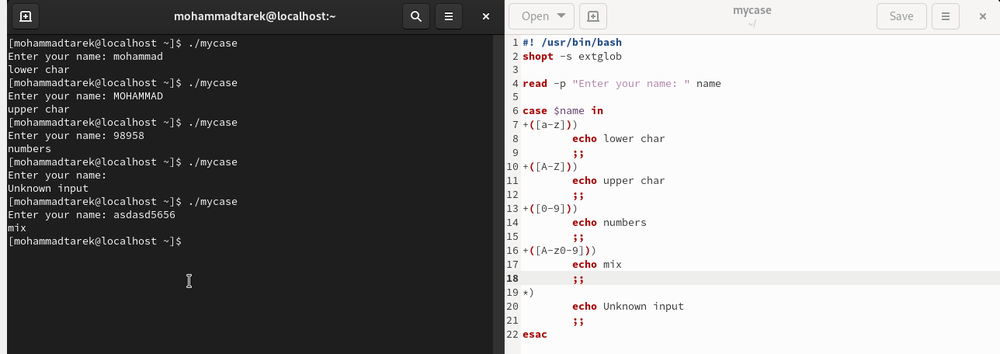 mohammadtarek@localhost:~
[mohammadtarek@localhost ~]$ ./mycase
Enter your name: mohammad
lower char
[mohammadtarek@localhost ~]$ ./mycase
Enter your name: MOHAMMAD
upper char
[mohammadtarek@localhost ~]$ ./mycase
Enter your name: 98958
numbers
[mohammadtarek@localhost ~]$ ./mycase
Enter your name:
Unknown input
[mohammadtarek@localhost ~]$ ./mycase
Enter your name: asdasd5656
mix
[mohammadtarek@localhost ~]$
Open
mycase
~/
Save
1 #! /usr/bin/bash
2 shopt -s extglob
3
4 read -p "Enter your name: " name
5
6 case $name in
7 +([a-z]))
8         echo lower char
9         ;;
10 +([A-Z]))
11         echo upper char
12         ;;
13 +([0-9]))
14         echo numbers
15         ;;
16 +([A-z0-9]))
17         echo mix
18         ;;
19 *)
20         echo Unknown input
21         ;;
22 esac